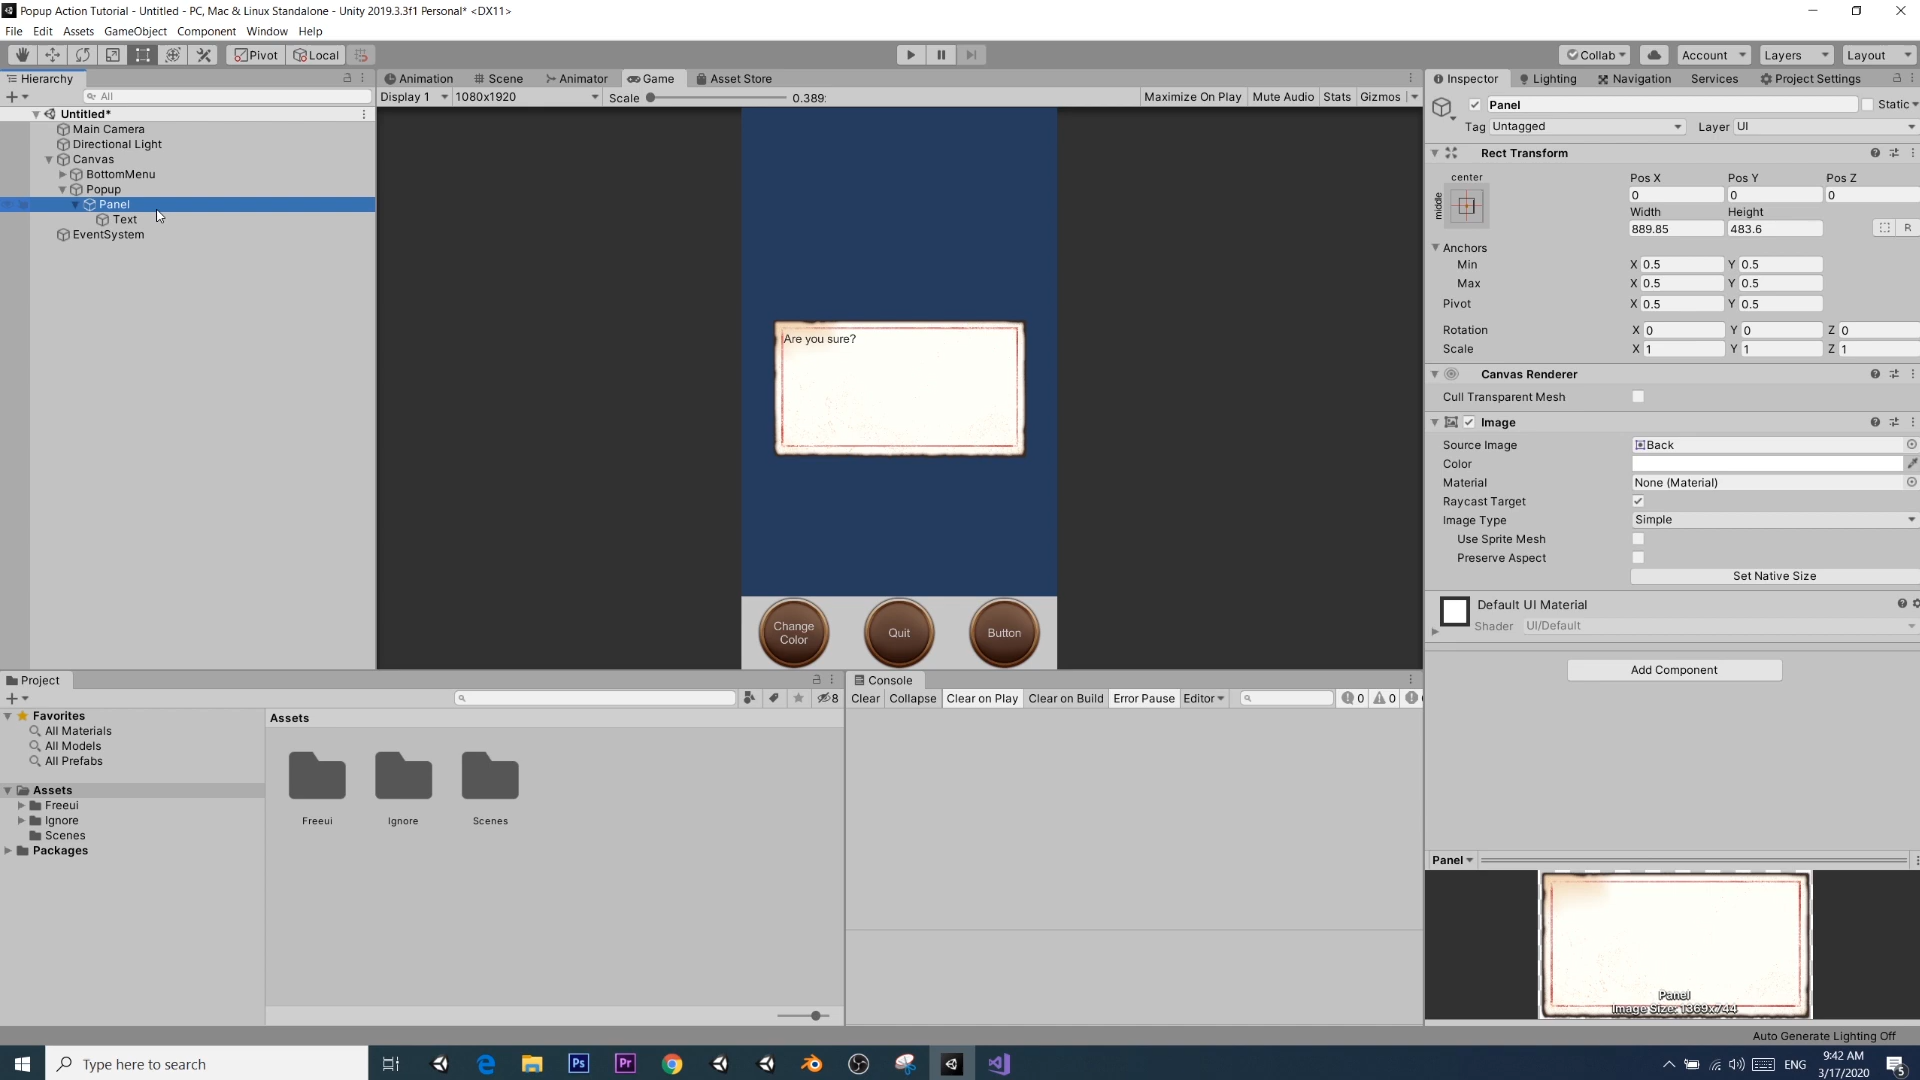 Popup Action Tutorial - Untitled - PC, Mac & Linux Standalone - Unity 2019.3.3f1 Personal* <DX11>
File Edit Assets GameObject Component Window Help
Pivot Local Collab Account Layers Layout
Hierarchy Animation Scene Animator Game Asset Store Inspector Lighting Navigation Services Project Settings
All Display 1 1080x1920 Scale 0.389: Maximize On Play Mute Audio Stats Gizmos
Untitled*
Main Camera
Directional Light
Canvas
BottomMenu
Popup
Panel
Text
EventSystem
Are you sure?
Change
Color
Quit
Button
Panel Static
Tag Untagged Layer UI
Rect Transform
center
middle
Pos X Pos Y Pos Z
0 0 0
Width Height
889.85 483.6 R
Anchors
Min X 0.5 Y 0.5
Max X 0.5 Y 0.5
Pivot X 0.5 Y 0.5
Rotation X 0 Y 0 Z 0
Scale X 1 Y 1 Z 1
Canvas Renderer
Cull Transparent Mesh
Image
Source Image Back
Color
Material None (Material)
Raycast Target
Image Type Simple
Use Sprite Mesh
Preserve Aspect
Set Native Size
Default UI Material
Shader UI/Default
Add Component
Panel
Panel
Image Size: 1369x744
Project
8
Favorites
All Materials
All Models
All Prefabs
Assets
Freeui
Ignore
Scenes
Packages
Assets
Freeui Ignore Scenes
Console
Clear Collapse Clear on Play Clear on Build Error Pause Editor 0 0
Auto Generate Lighting Off
Type here to search
Ps Pr
ENG
9:42 AM
3/17/2020
5